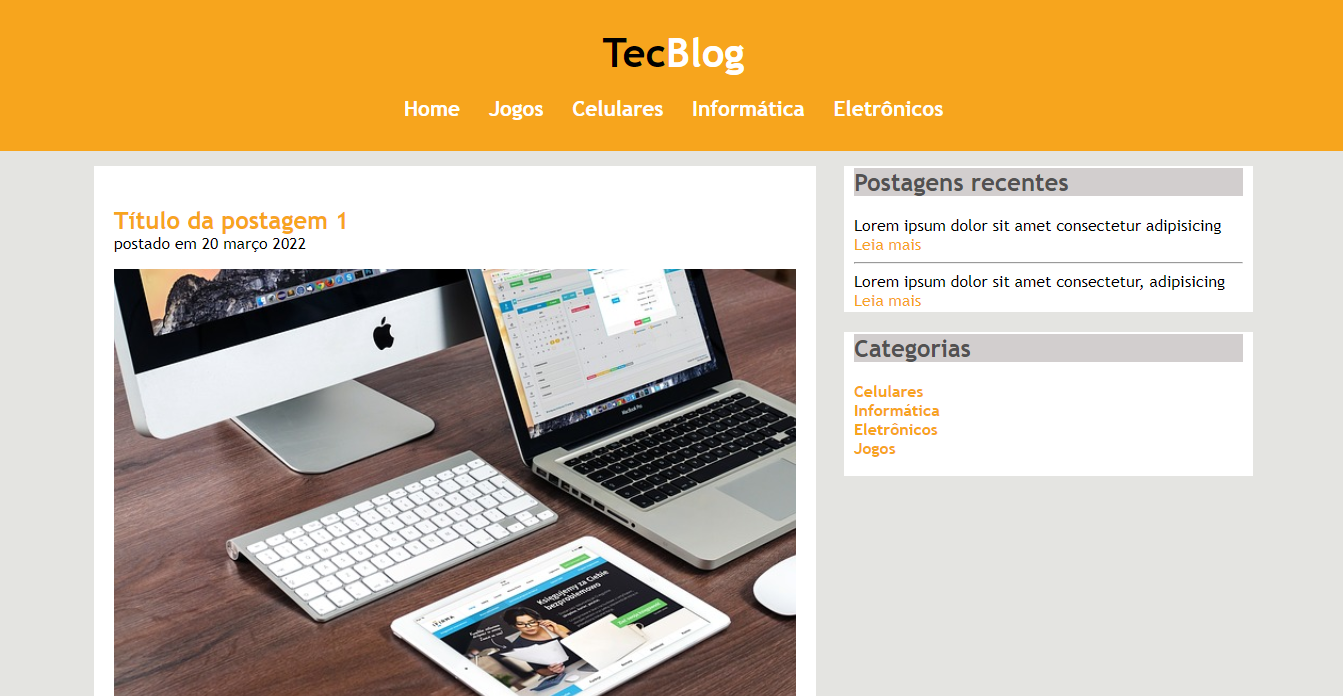 TecBlog
Home Jogos Celulares Informática Eletrônicos
Título da postagem 1
postado em 20 março 2022
MacBook Pro
Księgujemy za Ciebie
bezproblemowo
Postagens recentes
Lorem ipsum dolor sit amet consectetur adipisicing
Leia mais
Lorem ipsum dolor sit amet consectetur, adipisicing
Leia mais
Categorias
Celulares
Informática
Eletrônicos
Jogos